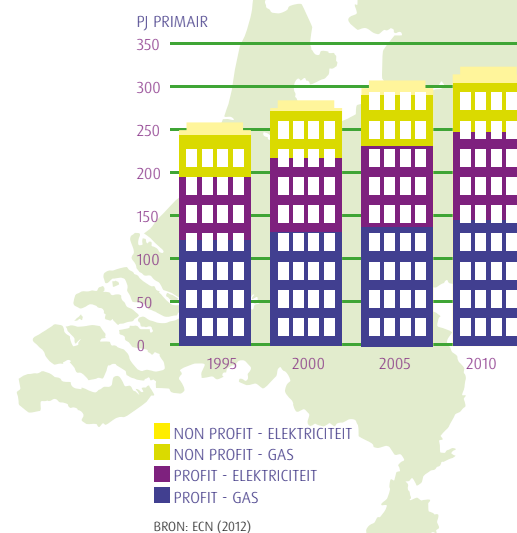 PJ PRIMAIR
350
300
250
200
150
100
50
0
1995 2000 2005 2010
NON PROFIT - ELEKTRICITEIT
NON PROFIT - GAS
PROFIT - ELEKTRICITEIT
PROFIT - GAS
BRON: ECN (2012)